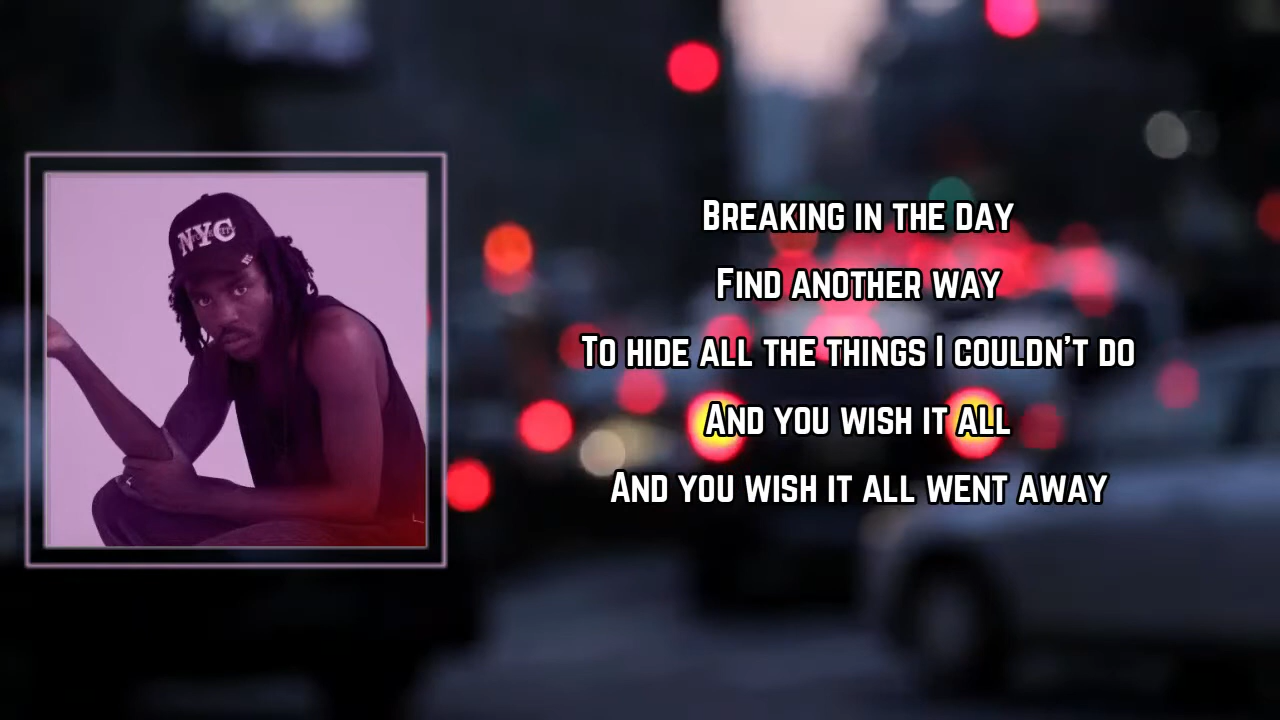 NYC
BREAKING IN THE DAY
FIND ANOTHER WAY
TO HIDE ALL THE THINGS I COULDN'T DO
AND YOU WISH IT ALL
AND YOU WISH IT ALL WENT AWAY